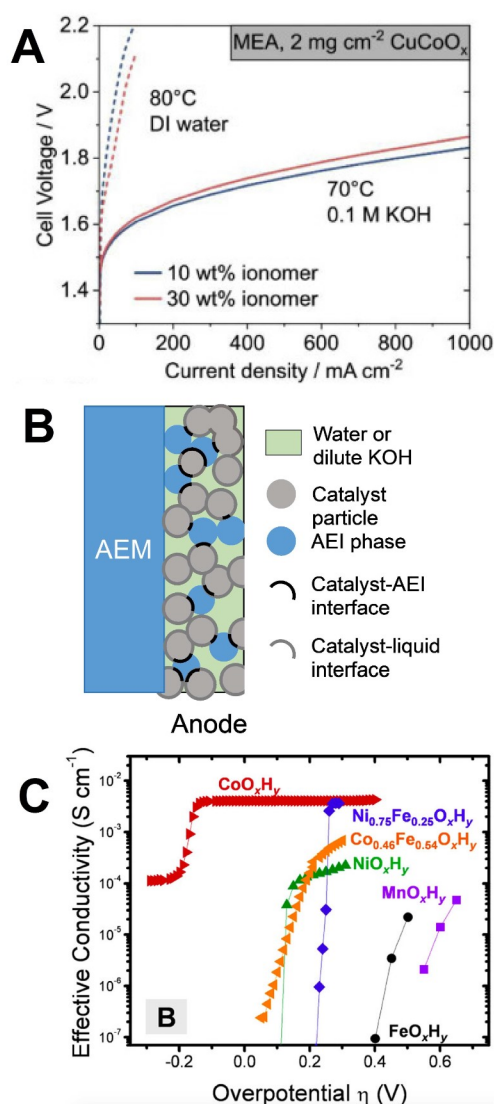 A
MEA, 2 mg cm⁻² CuCoOₓ
2.2
2.0
1.8
1.6
1.4
Cell Voltage / V
80°C
DI water
70°C
0.1 M KOH
10 wt% ionomer
30 wt% ionomer
0
200
400
600
800
1000
Current density / mA cm⁻²
B
AEM
Water or
dilute KOH
Catalyst
particle
AEI phase
Catalyst-AEI
interface
Catalyst-liquid
interface
Anode
C
Effective Conductivity (S cm⁻¹)
10⁻²
10⁻³
10⁻⁴
10⁻⁵
10⁻⁶
10⁻⁷
CoOₓHᵧ
Ni₀.₇₅Fe₀.₂₅OₓHᵧ
Co₀.₄₆Fe₀.₅₄OₓHᵧ
NiOₓHᵧ
MnOₓHᵧ
FeOₓHᵧ
B
-0.2
0.0
0.2
0.4
0.6
Overpotential η (V)